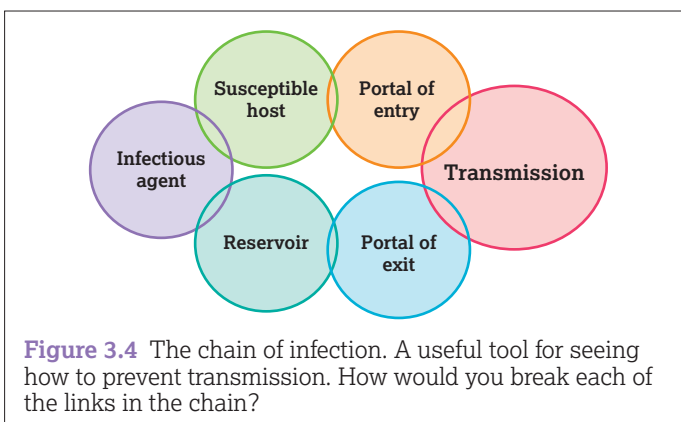 Susceptible
host
Portal of
entry
Infectious
agent
Transmission
Reservoir
Portal of
exit
Figure 3.4 The chain of infection. A useful tool for seeing
how to prevent transmission. How would you break each of
the links in the chain?